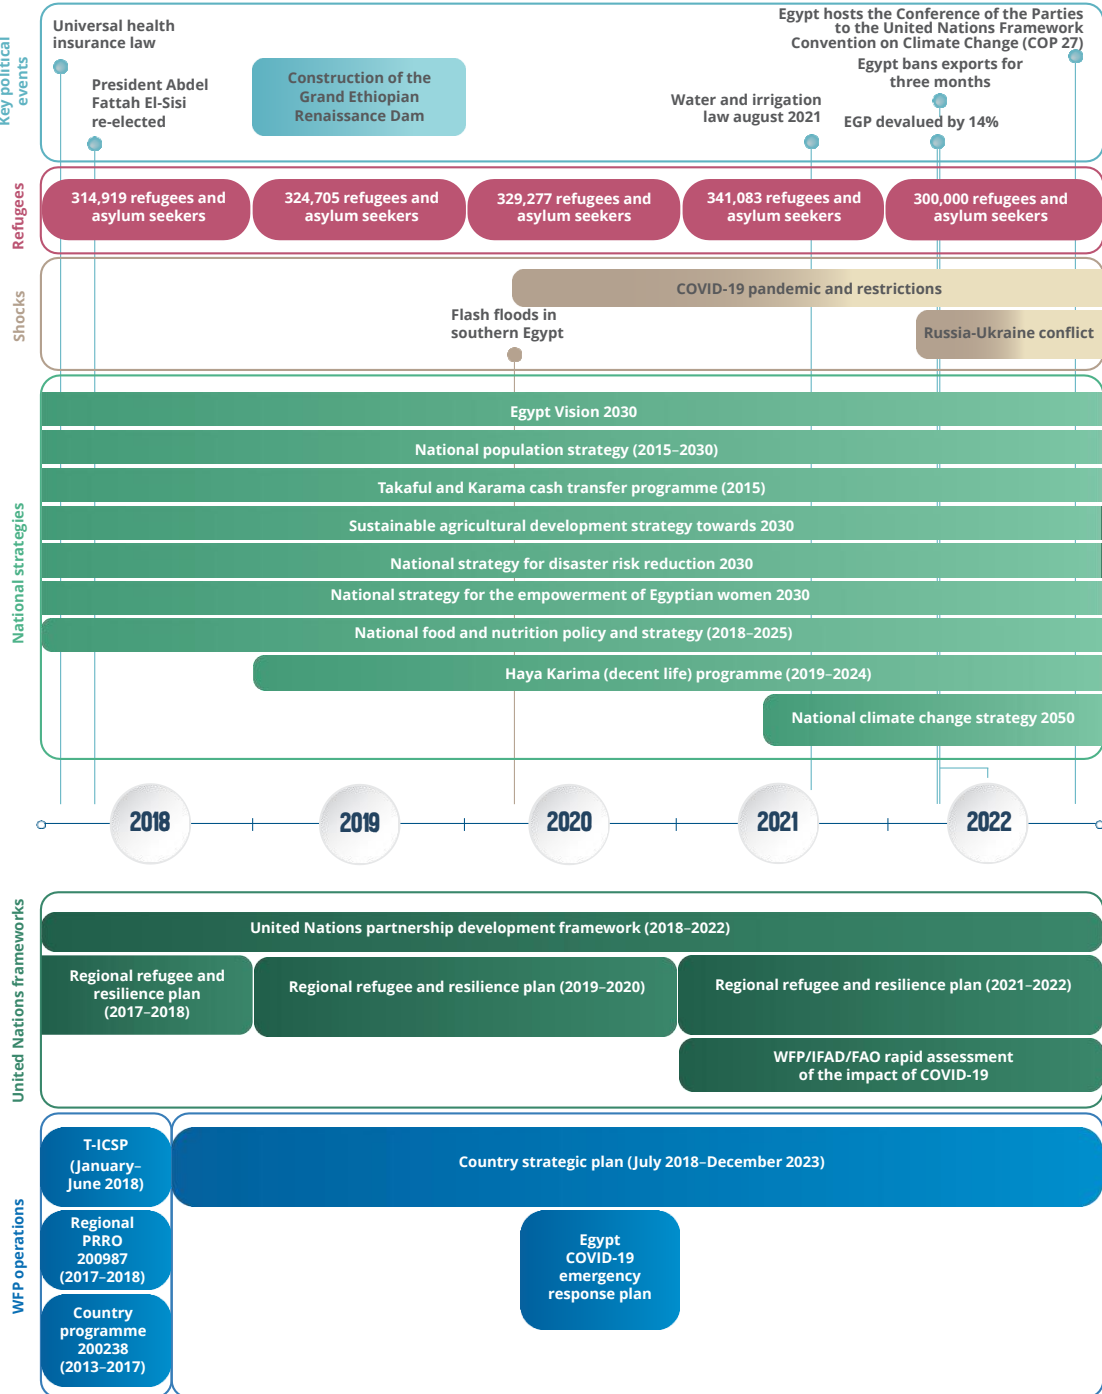 Key political
events
Universal health
insurance law
President Abdel
Fattah El-Sisi
re-elected
Construction of the
Grand Ethiopian
Renaissance Dam
Water and irrigation
law august 2021
Egypt hosts the Conference of the Parties
to the United Nations Framework
Convention on Climate Change (COP 27)
Egypt bans exports for
three months
EGP devalued by 14%
Refugees
314,919 refugees and
asylum seekers
324,705 refugees and
asylum seekers
329,277 refugees and
asylum seekers
341,083 refugees and
asylum seekers
300,000 refugees and
asylum seekers
Shocks
COVID-19 pandemic and restrictions
Flash floods in
southern Egypt
Russia-Ukraine conflict
National strategies
Egypt Vision 2030
National population strategy (2015–2030)
Takaful and Karama cash transfer programme (2015)
Sustainable agricultural development strategy towards 2030
National strategy for disaster risk reduction 2030
National strategy for the empowerment of Egyptian women 2030
National food and nutrition policy and strategy (2018–2025)
Haya Karima (decent life) programme (2019–2024)
National climate change strategy 2050
2018
2019
2020
2021
2022
United Nations frameworks
United Nations partnership development framework (2018–2022)
Regional refugee and
resilience plan
(2017–2018)
Regional refugee and resilience plan (2019–2020)
Regional refugee and resilience plan (2021–2022)
WFP/IFAD/FAO rapid assessment
of the impact of COVID-19
WFP operations
T-ICSP
(January–
June 2018)
Country strategic plan (July 2018–December 2023)
Regional
PRRO
200987
(2017–2018)
Egypt
COVID-19
emergency
response plan
Country
programme
200238
(2013–2017)